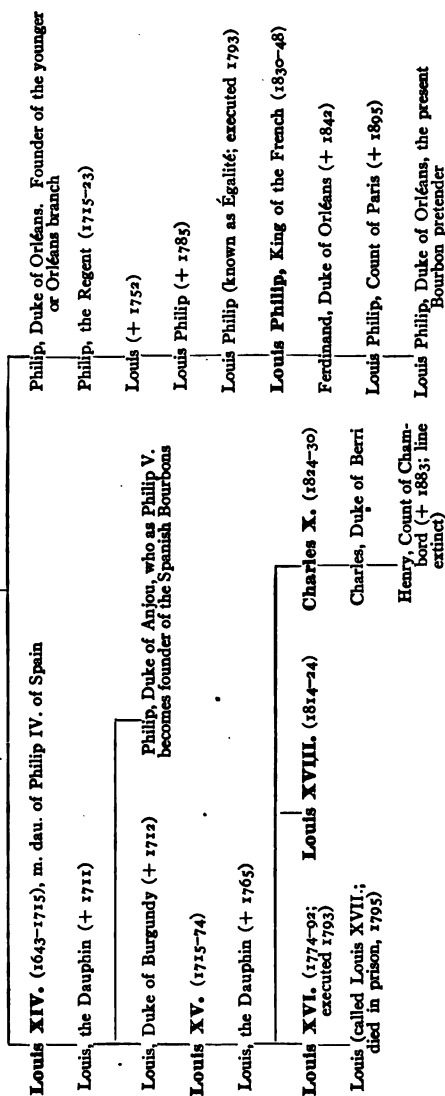 Louis XIV. (1643–1715), m. dau. of Philip IV. of Spain
Louis, the Dauphin (+ 1711)
Louis, Duke of Burgundy (+ 1712)
Philip, Duke of Anjou, who as Philip V.
becomes founder of the Spanish Bourbons
Louis XV. (1715–74)
Louis, the Dauphin (+ 1765)
Louis XVI. (1774–92;
executed 1793)
Louis XVIII. (1814–24)
Charles X. (1824–30)
Louis (called Louis XVII.;
died in prison, 1795)
Charles, Duke of Berri
Henry, Count of Cham-
bord (+ 1883; line
extinct)
Philip, Duke of Orléans. Founder of the younger
or Orléans branch
Philip, the Regent (1715–23)
Louis (+ 1752)
Louis Philip (+ 1785)
Louis Philip (known as Égalité; executed 1793)
Louis Philip, King of the French (1830–48)
Ferdinand, Duke of Orléans (+ 1842)
Louis Philip, Count of Paris (+ 1895)
Louis Philip, Duke of Orléans, the present
Bourbon pretender